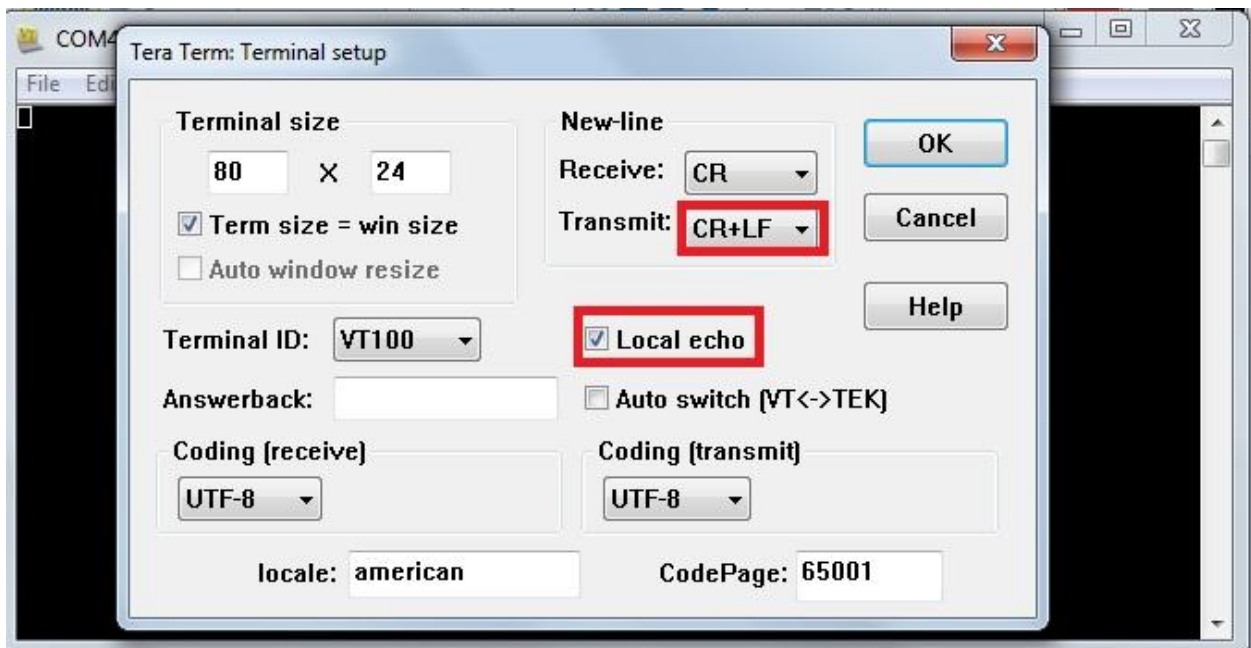 COM4
Tera Term: Terminal setup
File Edi
Terminal size
80 X 24
Term size = win size
Auto window resize
New-line
Receive: CR
Transmit: CR+LF
OK
Cancel
Help
Terminal ID: VT100
Local echo
Answerback:
Auto switch (VT<->TEK)
Coding (receive)
UTF-8
Coding (transmit)
UTF-8
locale: american
CodePage: 65001